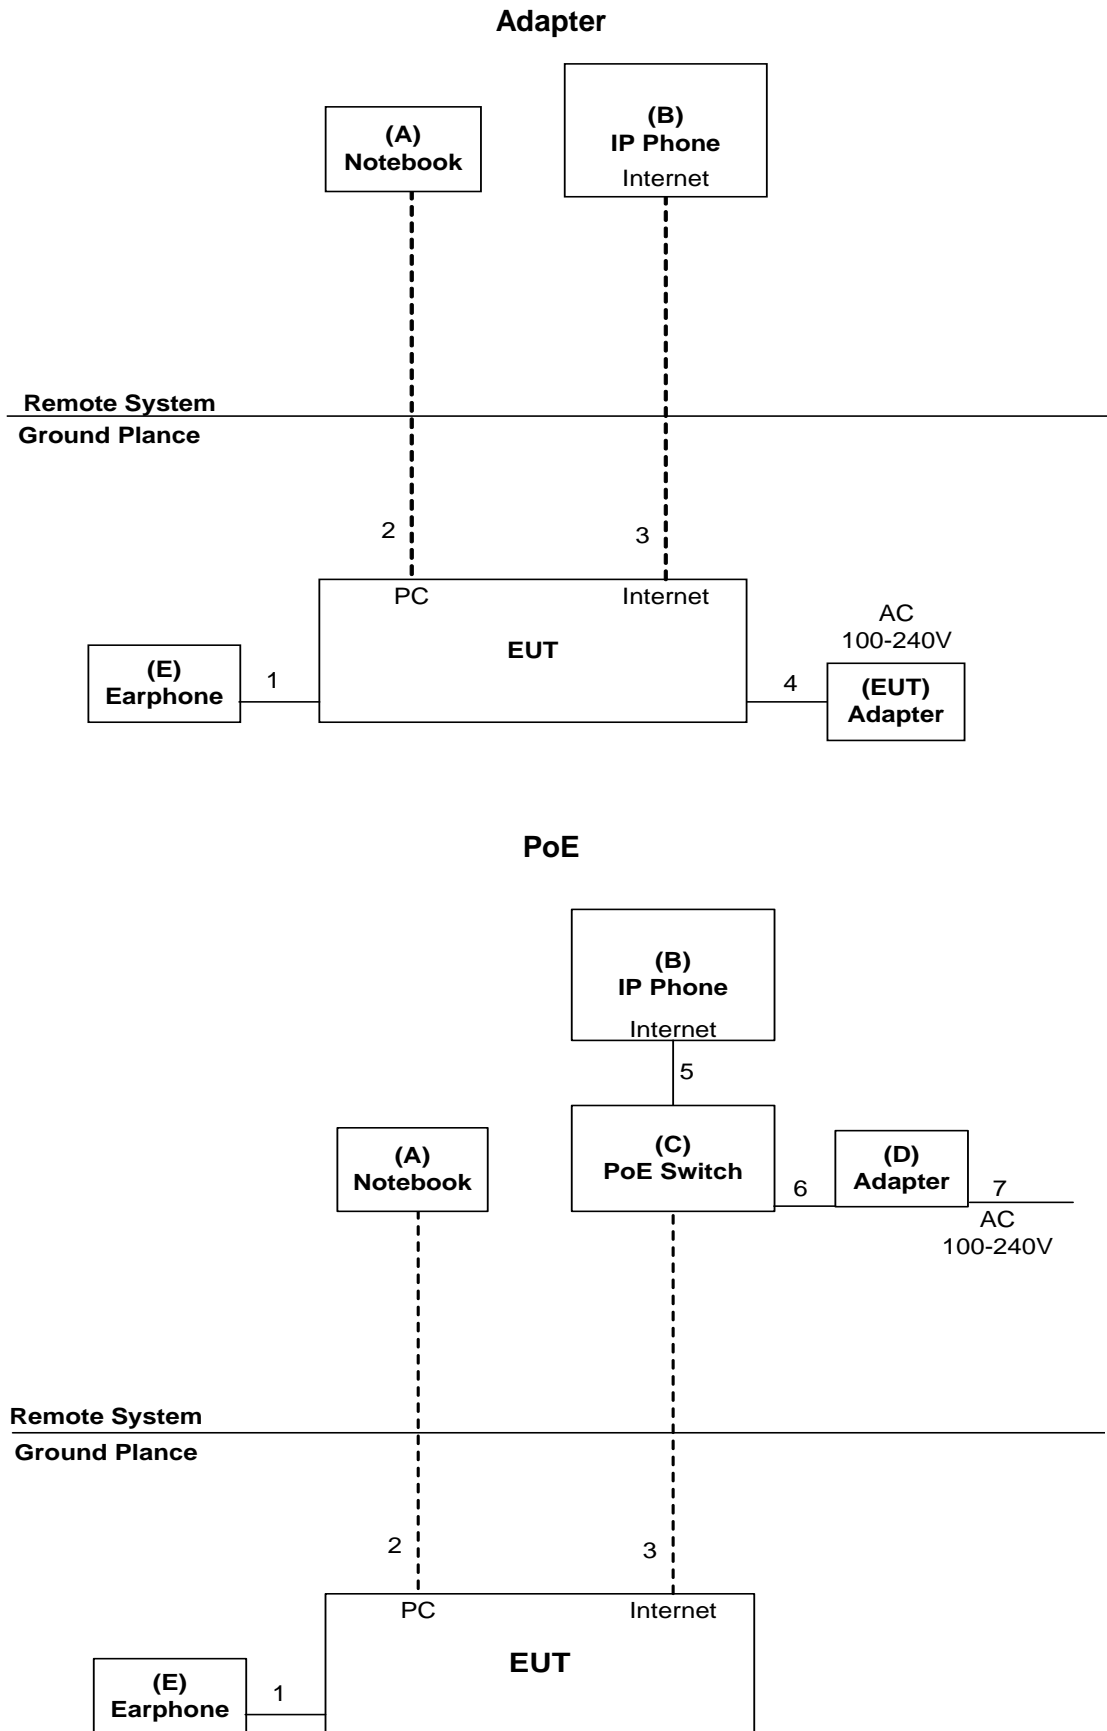 Adapter
(A)
Notebook
(B)
IP Phone
Internet
Remote System
Ground Plance
2
3
PC
Internet
EUT
(E)
Earphone
1
4
AC
100-240V
(EUT)
Adapter
PoE
(B)
IP Phone
Internet
5
(A)
Notebook
(C)
PoE Switch
6
(D)
Adapter
7
AC
100-240V
Remote System
Ground Plance
2
3
PC
Internet
EUT
(E)
Earphone
1